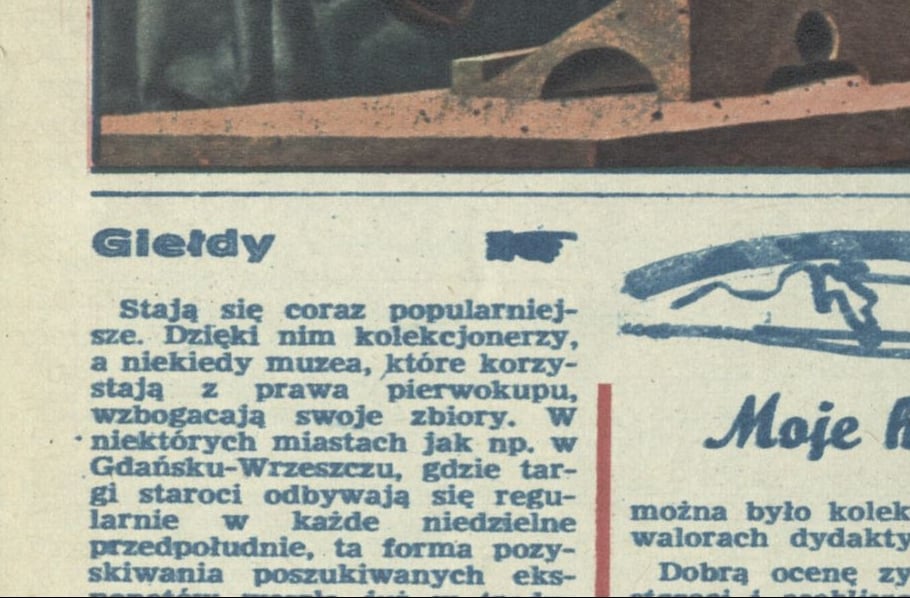 Giełdy
Stają się coraz popularniej-
sze. Dzięki nim kolekcjonerzy,
a niekiedy muzea, które korzy-
stają z prawa pierwokupu,
wzbogacają swoje zbiory. W
niektórych miastach jak np. w
Gdańsku-Wrzeszczu, gdzie tar-
gi staroci odbywają się regu-
larnie w każde niedzielne
przedpołudnie, ta forma pozy-
skiwania poszukiwanych eks-
Moje
można było kolek
walorach dydakty
Dobrą ocenę zy